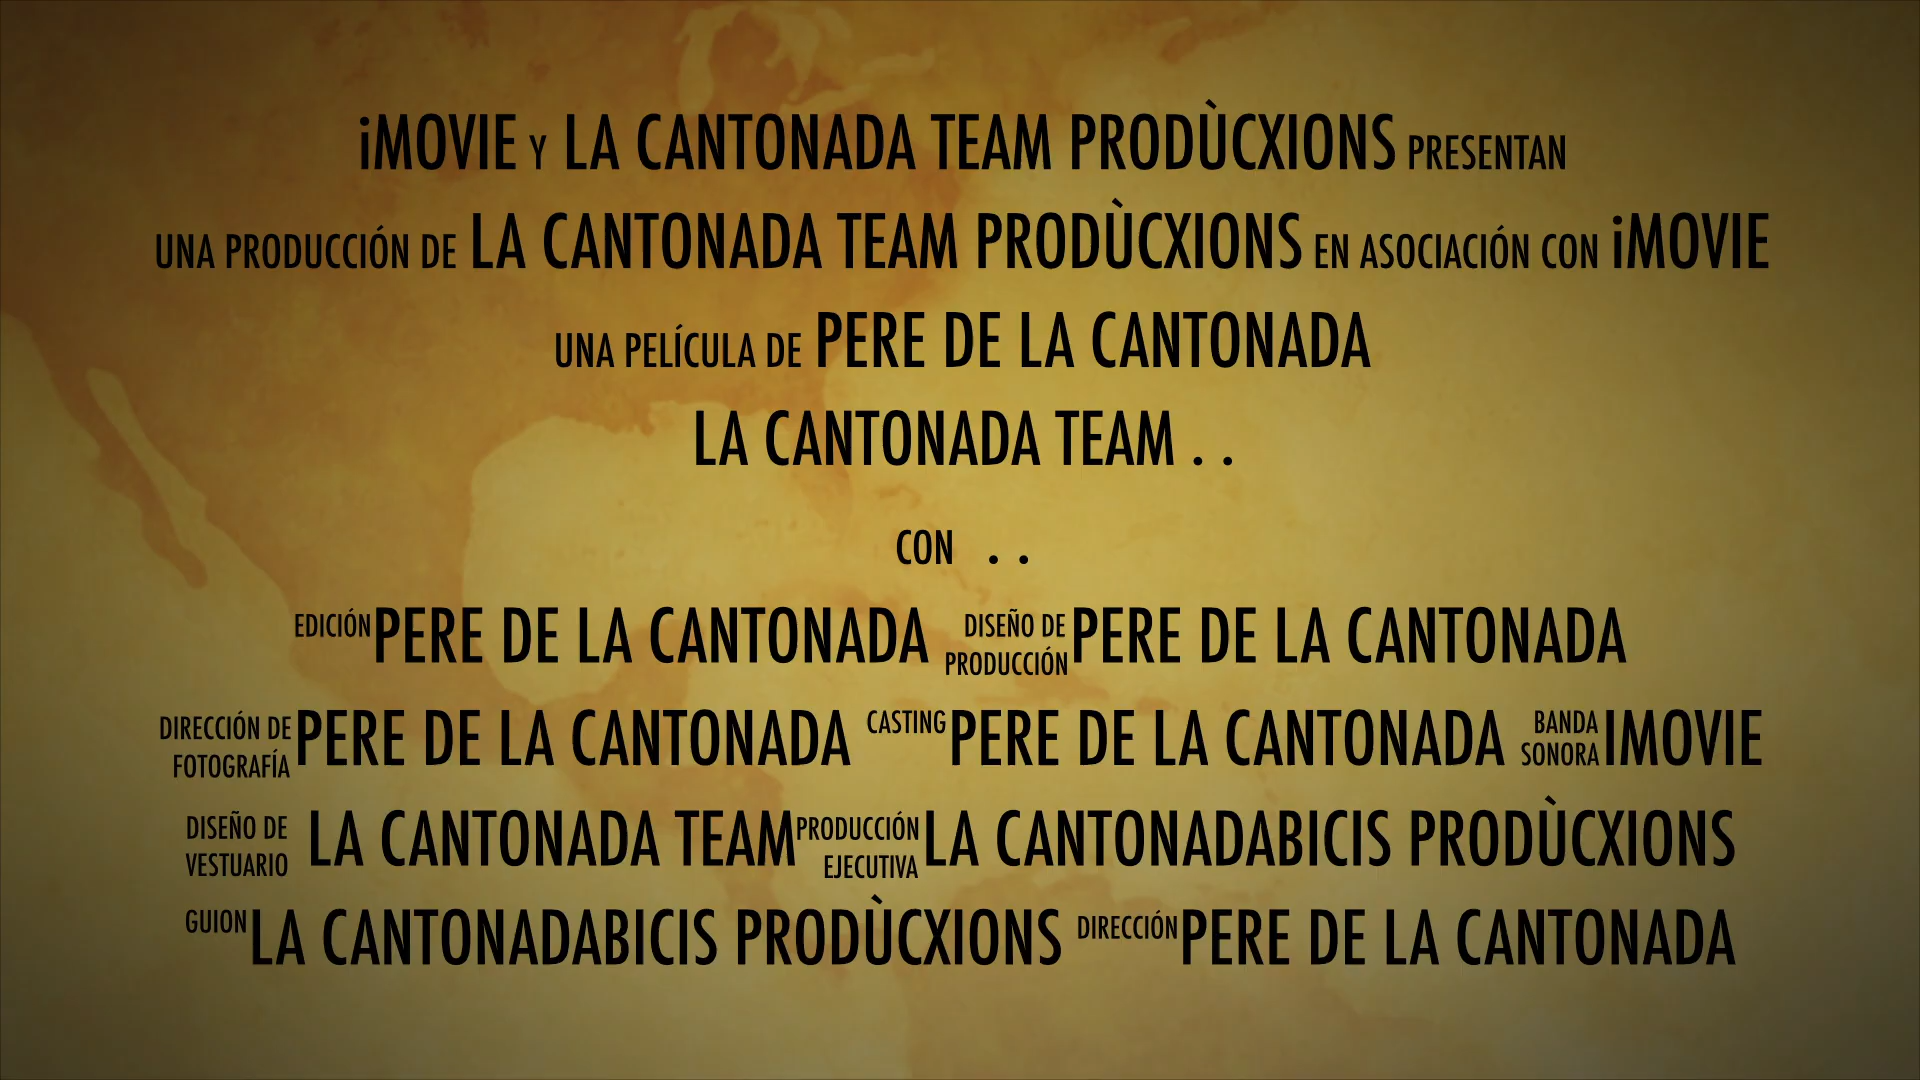 iMOVIE Y LA CANTONADA TEAM PRODÙCXIONS PRESENTAN
UNA PRODUCCIÓN DE LA CANTONADA TEAM PRODÙCXIONS EN ASOCIACIÓN CON iMOVIE
UNA PELÍCULA DE PERE DE LA CANTONADA
LA CANTONADA TEAM . .
CON . .
EDICIÓN PERE DE LA CANTONADA DISEÑO DE PRODUCCIÓN PERE DE LA CANTONADA
DIRECCIÓN DE FOTOGRAFÍA PERE DE LA CANTONADA CASTING PERE DE LA CANTONADA BANDA SONORA IMOVIE
DISEÑO DE VESTUARIO LA CANTONADA TEAM PRODUCCIÓN EJECUTIVA LA CANTONADABICIS PRODÙCXIONS
GUION LA CANTONADABICIS PRODÙCXIONS DIRECCIÓN PERE DE LA CANTONADA